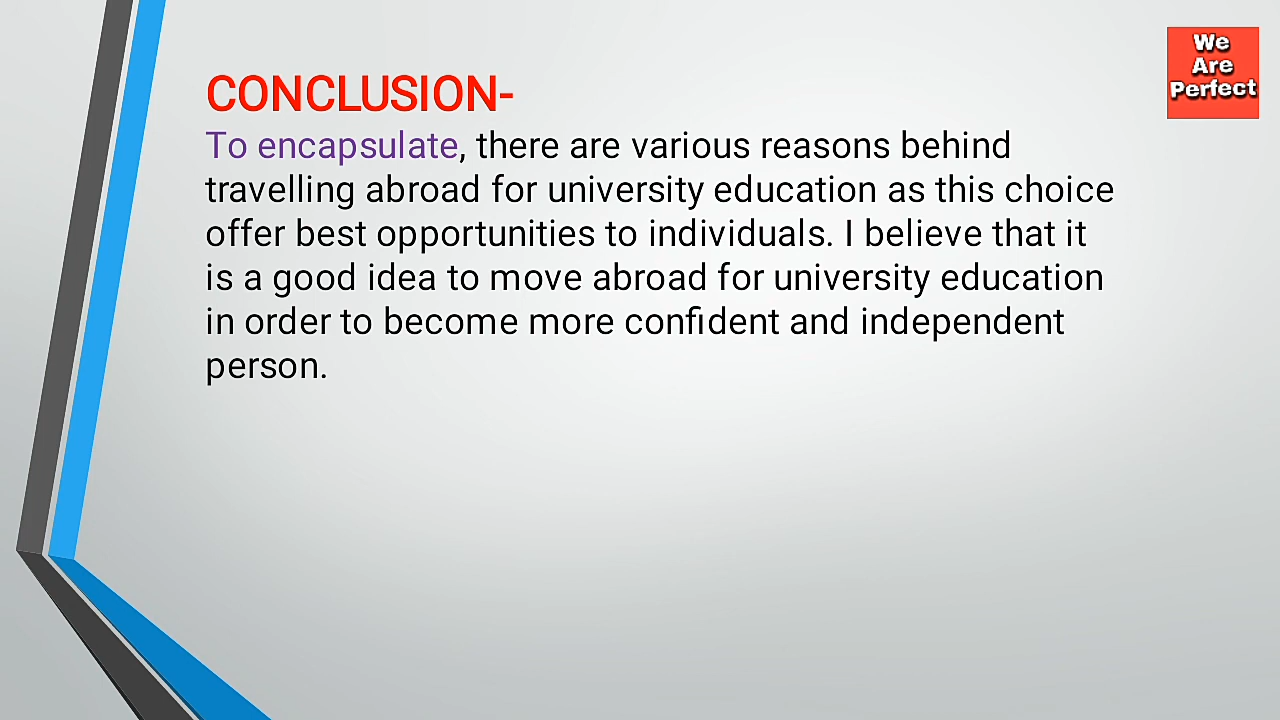 We
Are
Perfect
CONCLUSION-
To encapsulate, there are various reasons behind
travelling abroad for university education as this choice
offer best opportunities to individuals. I believe that it
is a good idea to move abroad for university education
in order to become more confident and independent
person.